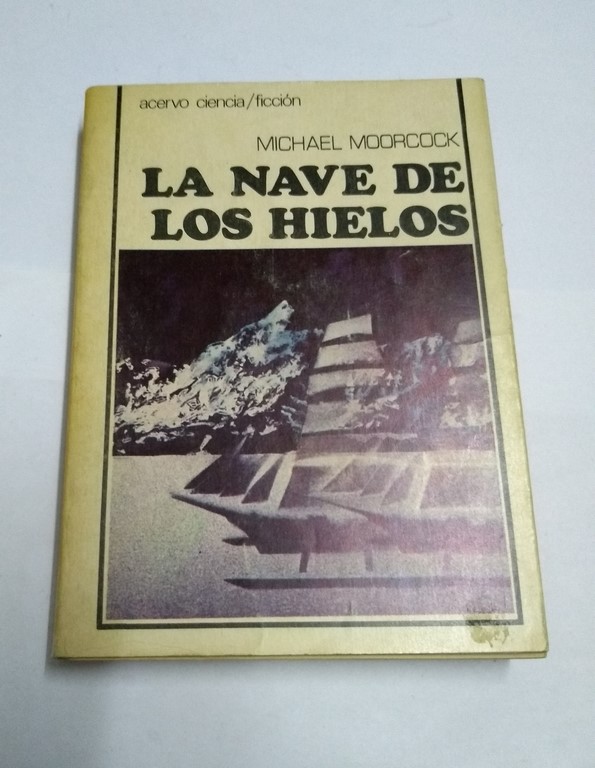 acervo ciencia/ficción
MICHAEL MOORCOCK
LA NAVE DE
LOS HIELOS